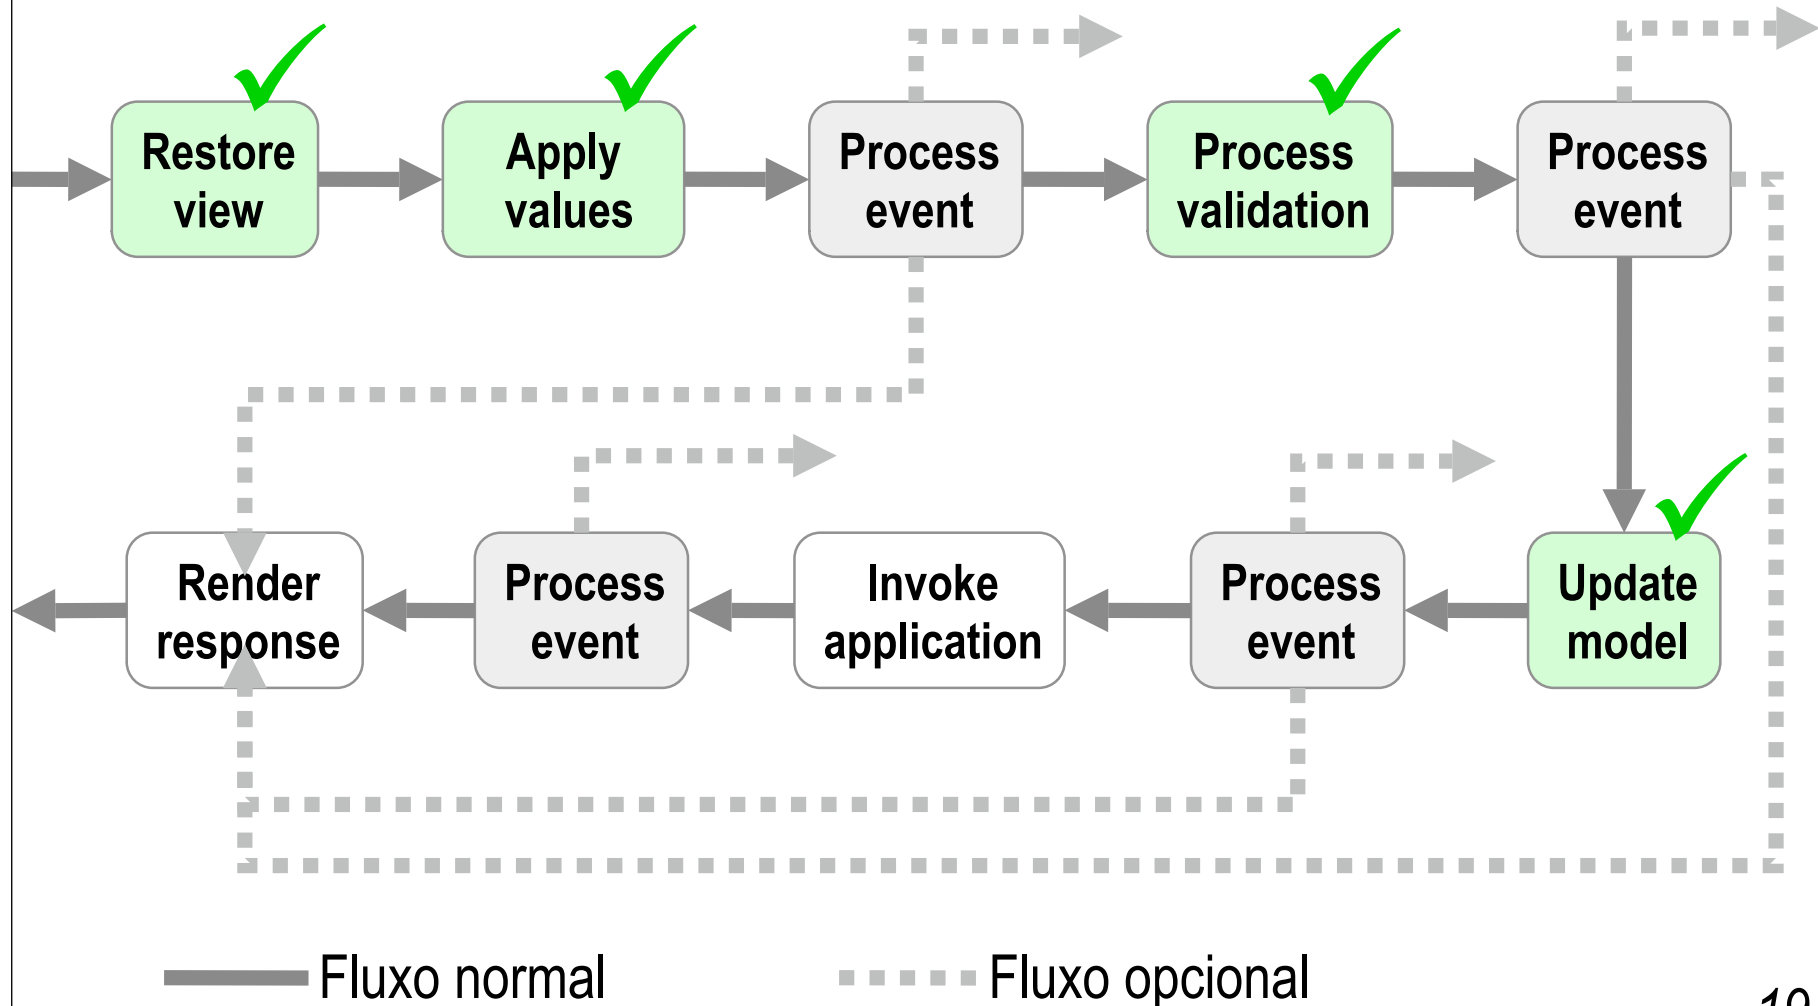 Restore
view
Apply
values
Process
event
Process
validation
Process
event
Render
response
Process
event
Invoke
application
Process
event
Update
model
Fluxo normal
Fluxo opcional